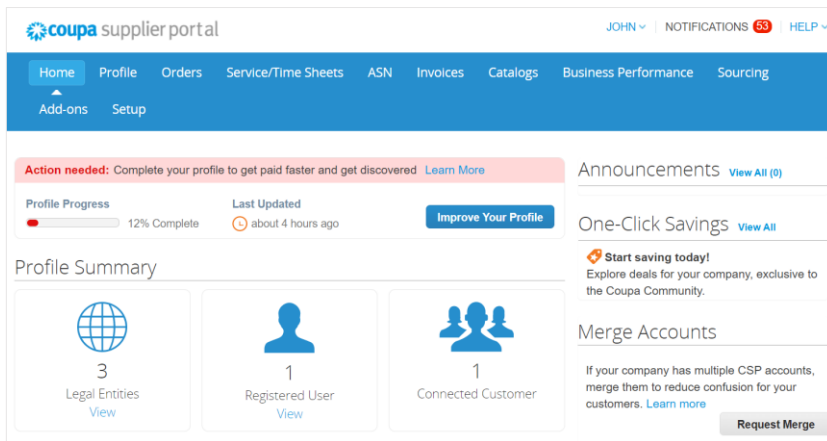 coupa supplier portal
JOHN NOTIFICATIONS 53 HELP
Home Profile Orders Service/Time Sheets ASN Invoices Catalogs Business Performance Sourcing
Add-ons Setup
Action needed: Complete your profile to get paid faster and get discovered Learn More
Profile Progress Last Updated
12% Complete about 4 hours ago
Improve Your Profile
Profile Summary
3
Legal Entities
View
1
Registered User
View
1
Connected Customer
Announcements View All (0)
One-Click Savings View All
Start saving today!
Explore deals for your company, exclusive to
the Coupa Community.
Merge Accounts
If your company has multiple CSP accounts,
merge them to reduce confusion for your
customers. Learn more
Request Merge